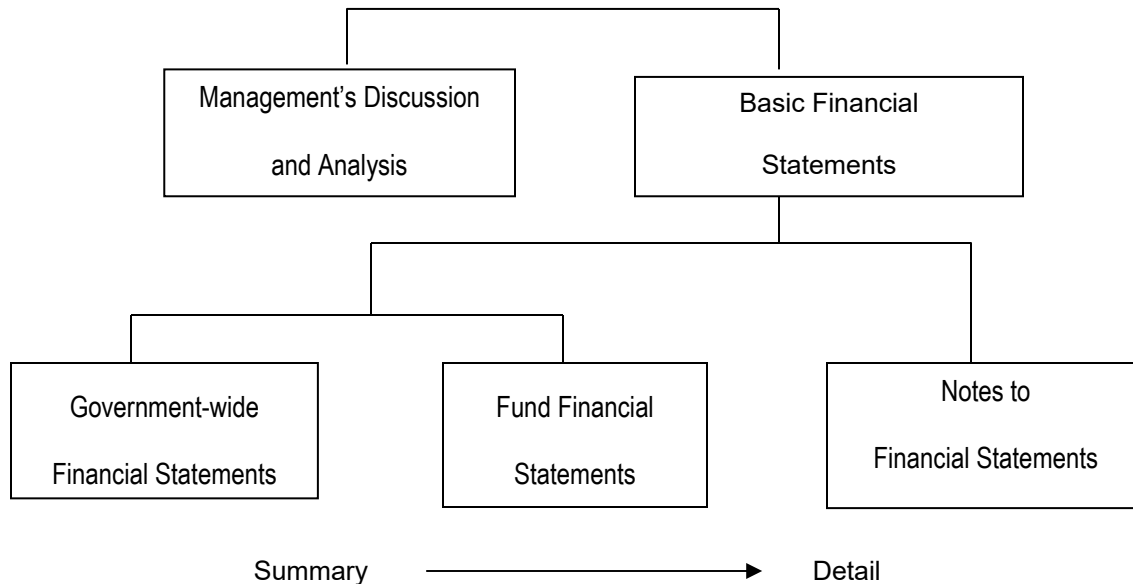 Management’s Discussion
and Analysis
Basic Financial
Statements
Government-wide
Financial Statements
Fund Financial
Statements
Notes to
Financial Statements
Summary
Detail